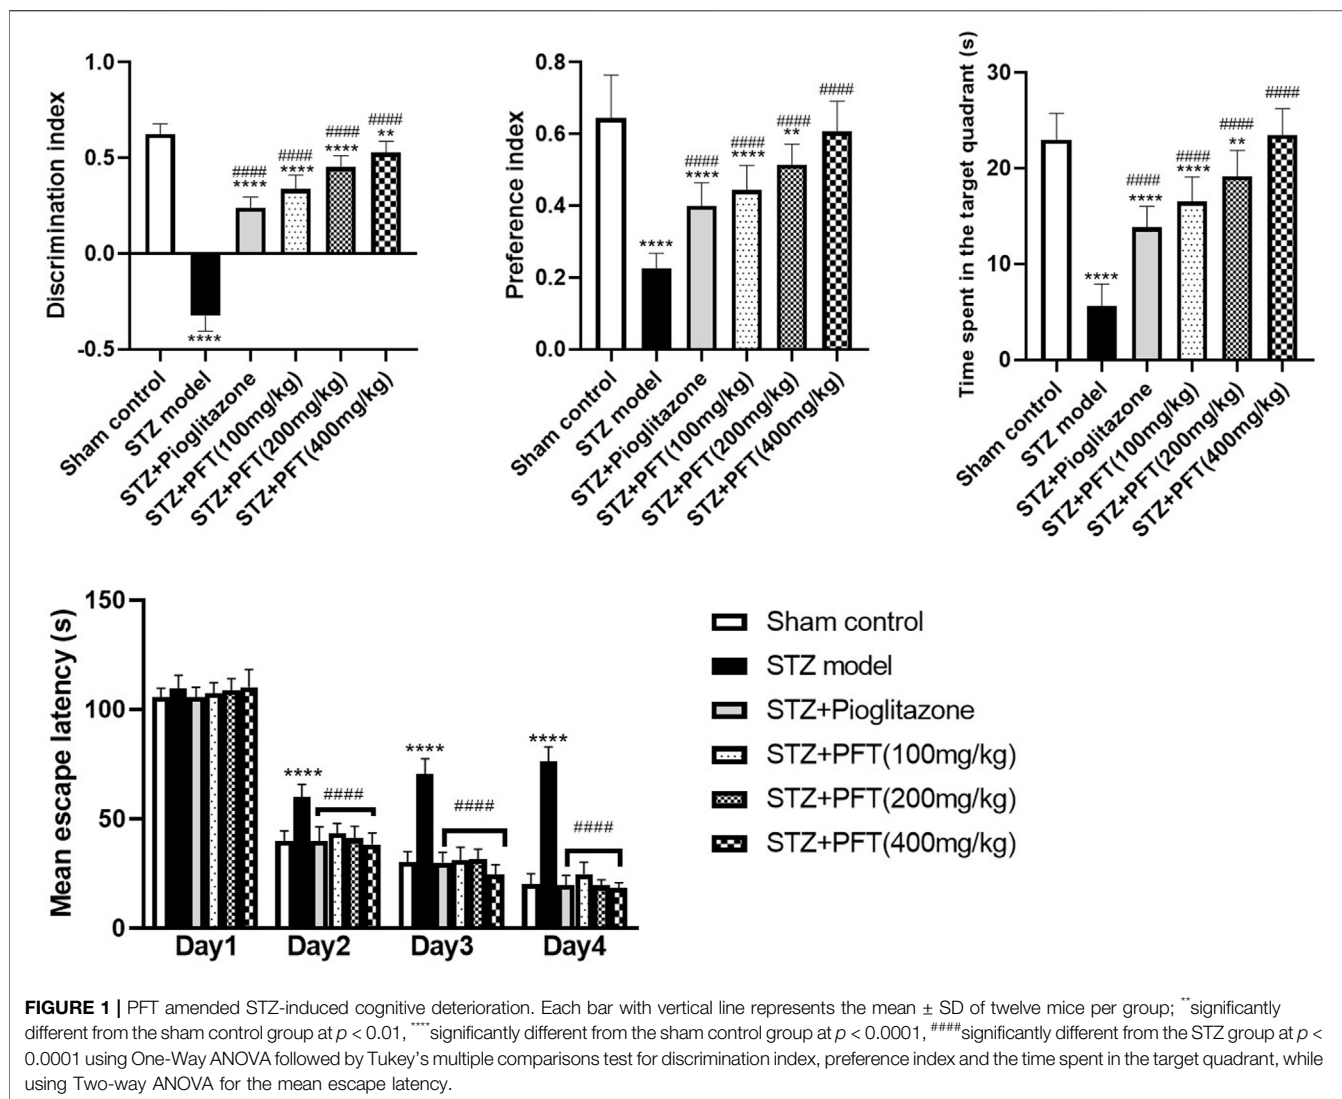 Discrimination index
1.0
0.5
0.0
-0.5
####
****
####
****
####
****
####
**
****
Sham control
STZ model
STZ+Pioglitazone
STZ+PFT(100mg/kg)
STZ+PFT(200mg/kg)
STZ+PFT(400mg/kg)
Preference index
0.8
0.6
0.4
0.2
0.0
****
####
****
####
****
####
**
####
Sham control
STZ model
STZ+Pioglitazone
STZ+PFT(100mg/kg)
STZ+PFT(200mg/kg)
STZ+PFT(400mg/kg)
Time spent in the target quadrant (s)
30
20
10
0
****
####
****
####
****
####
**
####
Sham control
STZ model
STZ+Pioglitazone
STZ+PFT(100mg/kg)
STZ+PFT(200mg/kg)
STZ+PFT(400mg/kg)
Mean escape latency (s)
150
100
50
0
****
####
****
####
****
####
Day1 Day2 Day3 Day4
Sham control
STZ model
STZ+Pioglitazone
STZ+PFT(100mg/kg)
STZ+PFT(200mg/kg)
STZ+PFT(400mg/kg)
FIGURE 1 | PFT amended STZ-induced cognitive deterioration. Each bar with vertical line represents the mean ± SD of twelve mice per group; **significantly
different from the sham control group at p < 0.01, ****significantly different from the sham control group at p < 0.0001, ####significantly different from the STZ group at p <
0.0001 using One-Way ANOVA followed by Tukey's multiple comparisons test for discrimination index, preference index and the time spent in the target quadrant, while
using Two-way ANOVA for the mean escape latency.